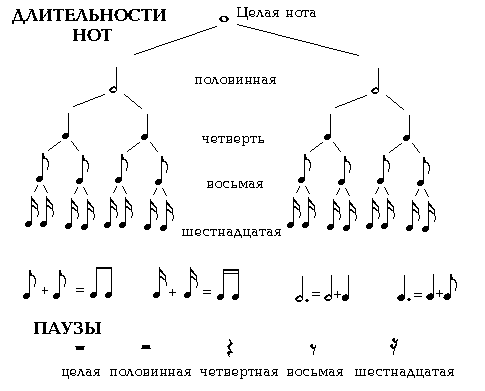 ДЛИТЕЛЬНОСТИ
НОТ
Целая нота
половинная
четверть
восьмая
шестнадцатая
+ =
+ =
= +
= +
ПАУЗЫ
целая половинная четвертная восьмая шестнадцатая